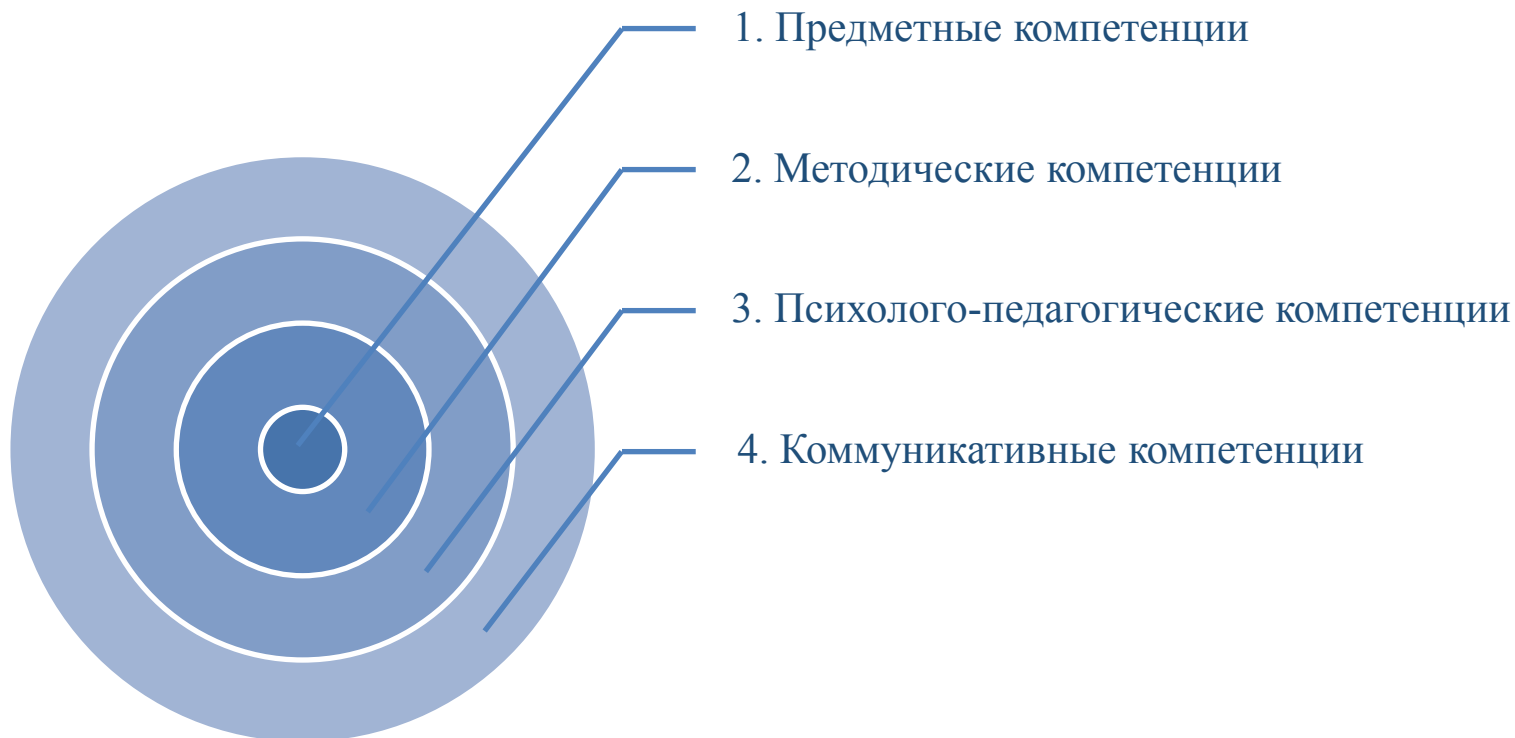 1. Предметные компетенции
2. Методические компетенции
3. Психолого-педагогические компетенции
4. Коммуникативные компетенции